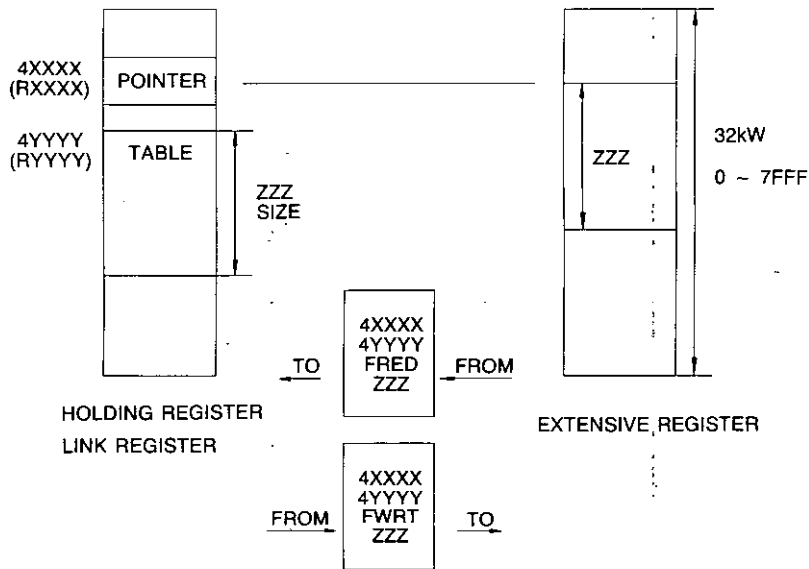 4XXXX
(RXXXX)
POINTER
4YYYY
(RYYYY)
TABLE
ZZZ
SIZE
ZZZ
32kW
0 ~ 7FFF
4XXXX
4YYYY
FRED
ZZZ
TO
FROM
HOLDING REGISTER
LINK REGISTER
EXTENSIVE REGISTER
4XXXX
4YYYY
FWRT
ZZZ
FROM
TO